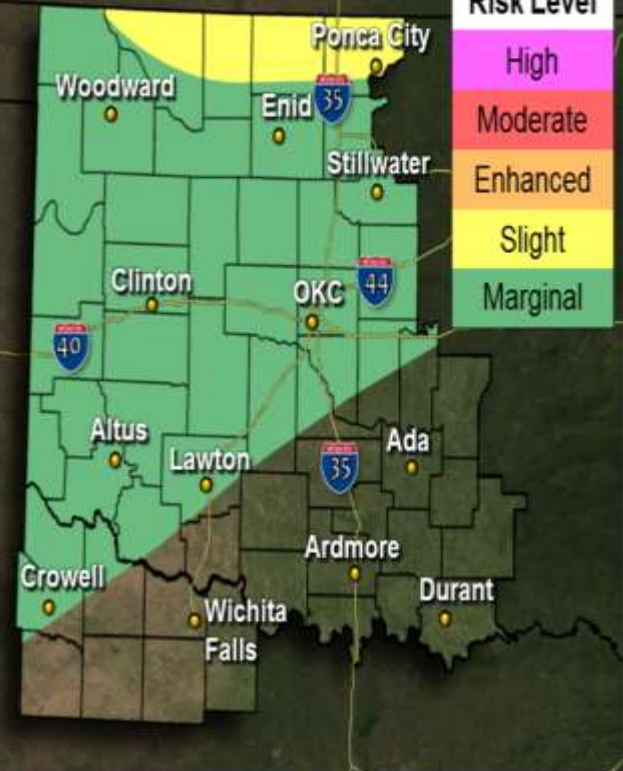 Risk Level
High
Moderate
Enhanced
Slight
Marginal
Ponca City
Woodward
Enid
35
Stillwater
Clinton
OKC
44
40
Altus
Lawton
Ada
35
Ardmore
Crowell
Durant
Wichita
Falls